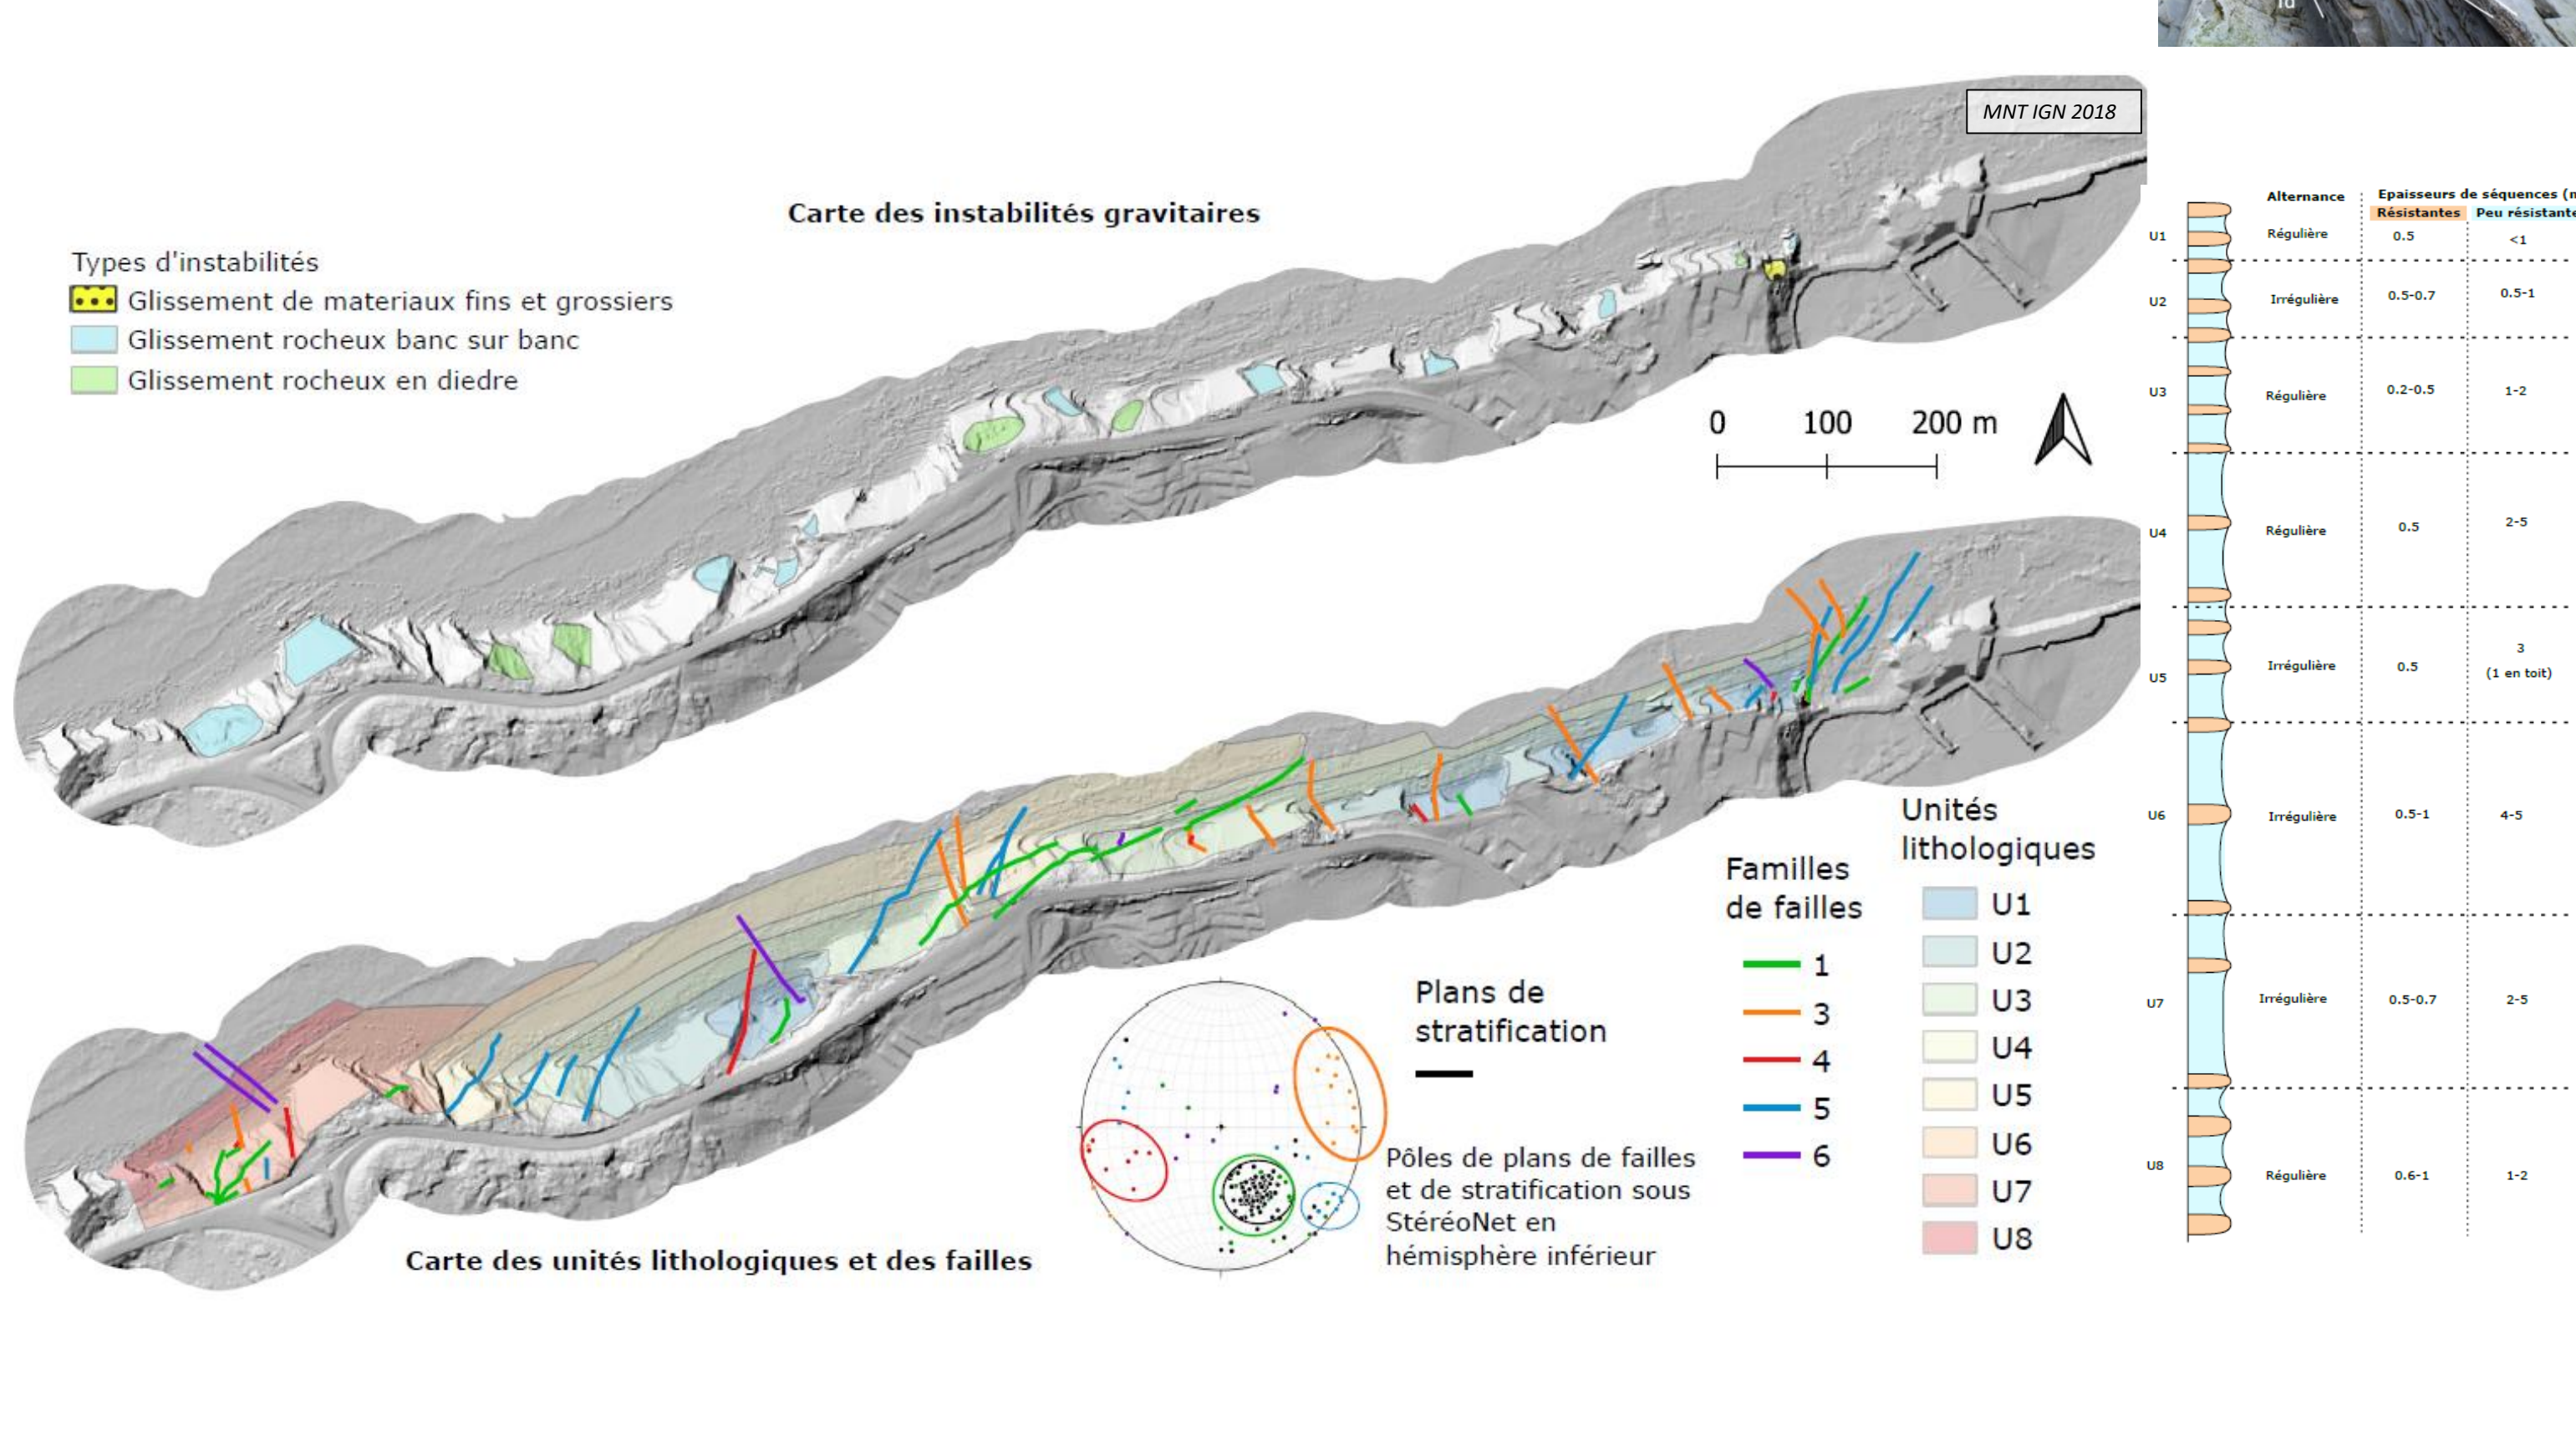 MNT IGN 2018
Carte des instabilités gravitaires
Types d'instabilités
Glissement de materiaux fins et grossiers
Glissement rocheux banc sur banc
Glissement rocheux en diedre
0 100 200 m
Unités
lithologiques
U1
U2
U3
U4
U5
U6
U7
U8
Familles
de failles
1
3
4
5
6
Plans de
stratification
Pôles de plans de failles
et de stratification sous
StéréoNet en
hémisphère inférieur
Carte des unités lithologiques et des failles
Alternance Epaisseurs de séquences
Résistantes Peu
U1 Régulière 0.5 <1
U2 Irrégulière 0.5-0.7 0.5-1
U3 Régulière 0.2-0.5 1-2
U4 Régulière 0.5 2-5
U5 Irrégulière 0.5 3
(1 en toit)
U6 Irrégulière 0.5-1 4-5
U7 Irrégulière 0.5-0.7 2-5
U8 Régulière 0.6-1 1-2